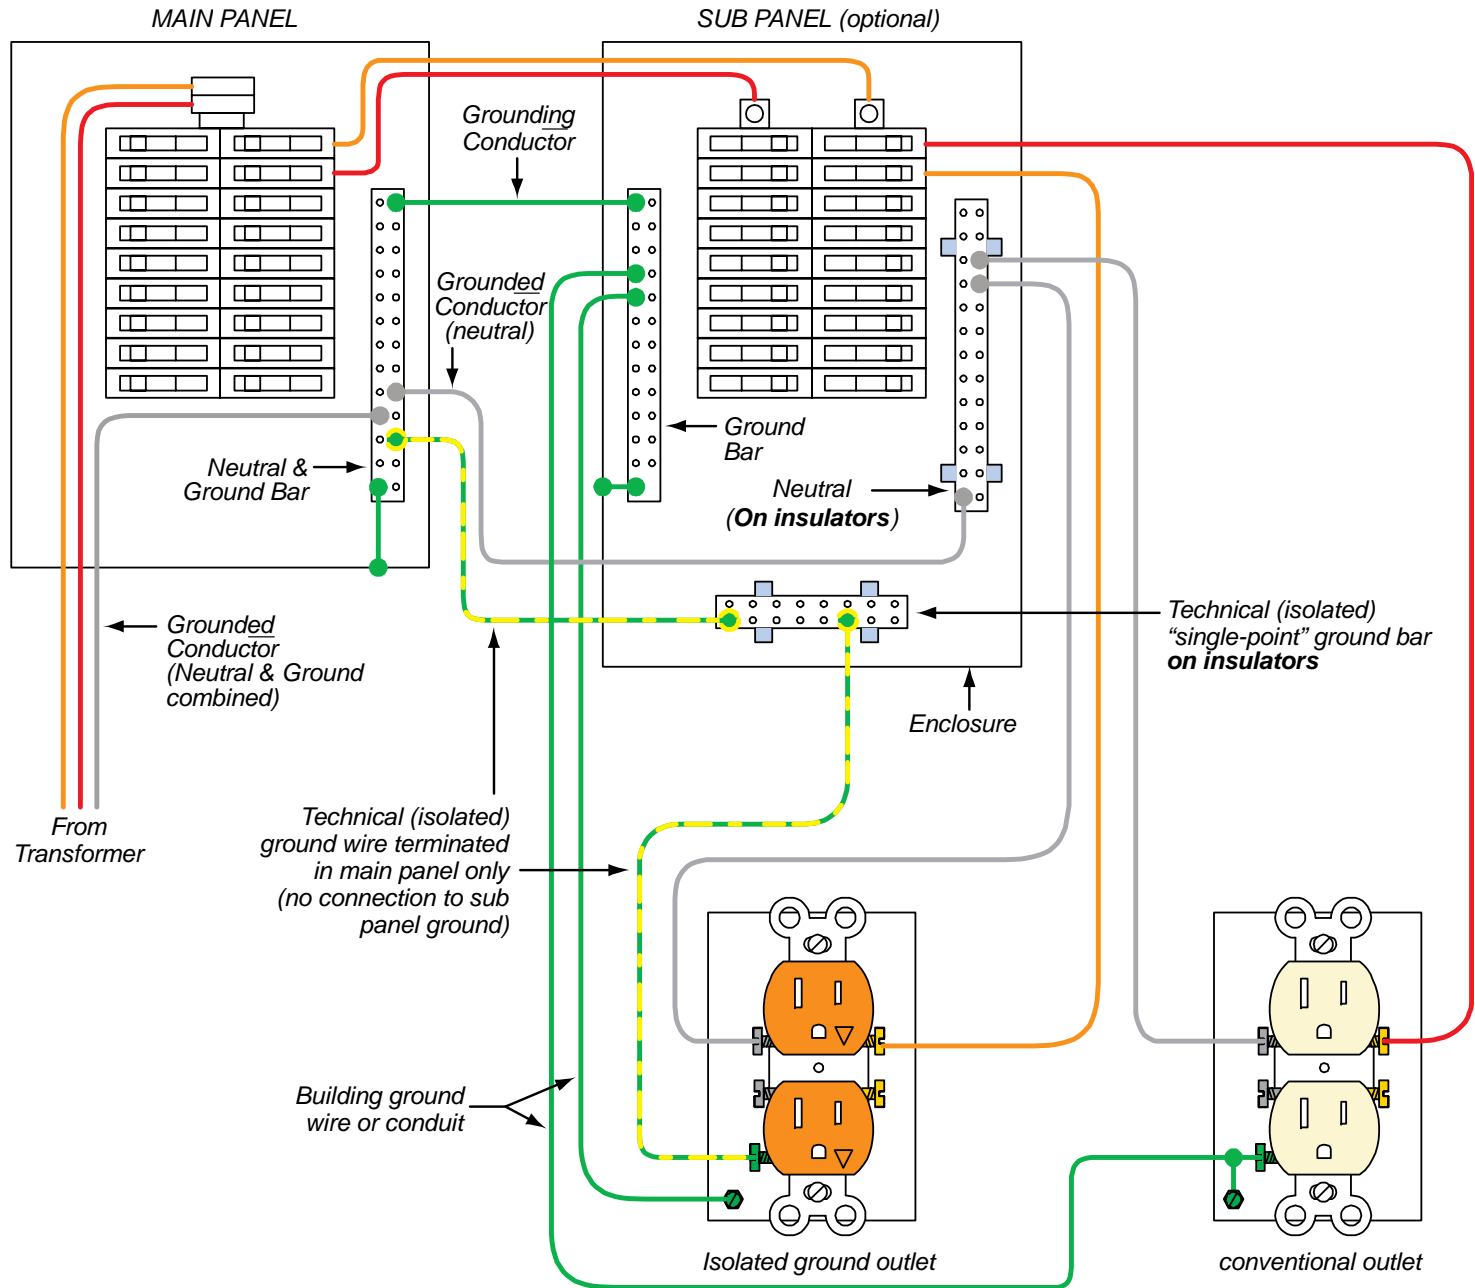 MAIN PANEL
SUB PANEL (optional)
Grounding
Conductor
Grounded
Conductor
(neutral)
Neutral &
Ground Bar
Ground
Bar
Neutral
(On insulators)
Grounded
Conductor
(Neutral & Ground
combined)
Technical (isolated)
“single-point” ground bar
on insulators
Enclosure
From
Transformer
Technical (isolated)
ground wire terminated
in main panel only
(no connection to sub
panel ground)
Building ground
wire or conduit
Isolated ground outlet
conventional outlet